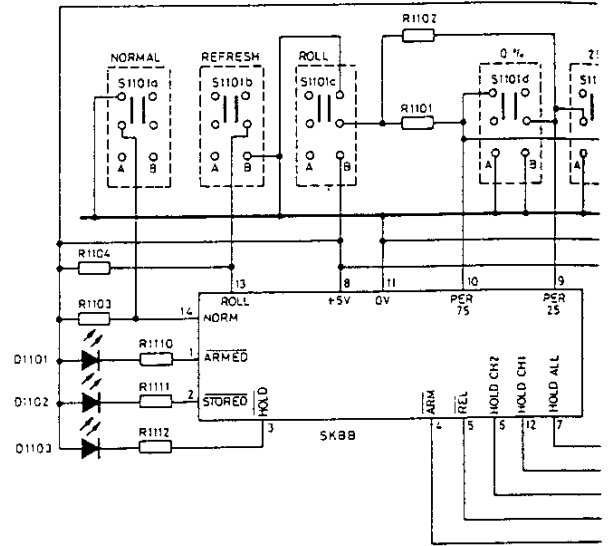 R1102
NORMAL REFRESH ROLL 0 %
S1101a S1101b S1101c S1101d
R1101
A B A B A B A B A
R1104
13 8 11 10 9
ROLL +5V 0V PER 75 PER 25
R1103 14 NORM
R1110
D1101 1 ARMED
R1111
D1102 2 STORED
HOLD ARM REL HOLD CH2 HOLD CH1 HOLD ALL
R1112
D1103 3 SKBB 4 5 6 12 7